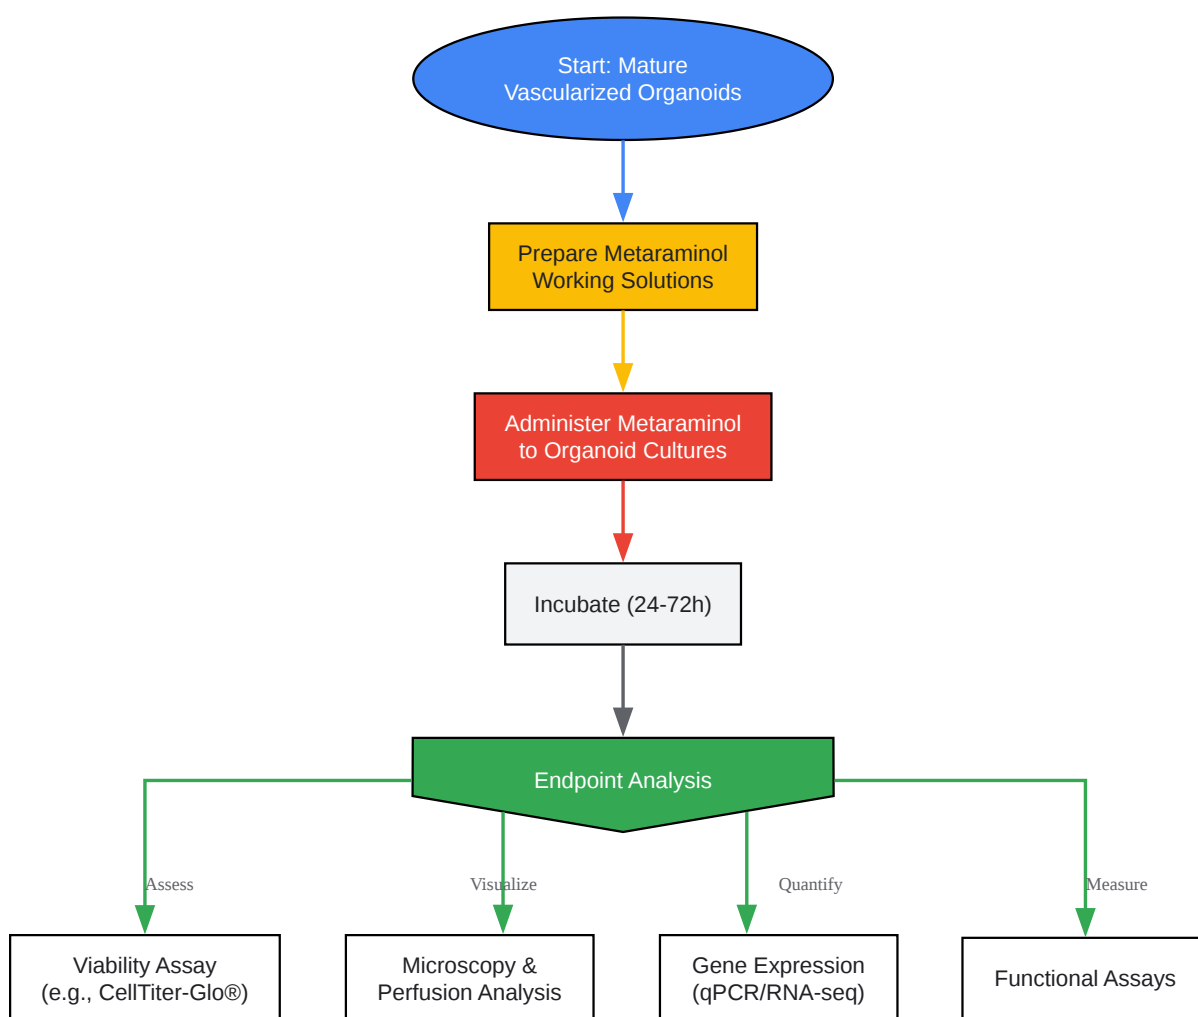 Start: Mature
Vascularized Organoids
Prepare Metaraminol
Working Solutions
Administer Metaraminol
to Organoid Cultures
Incubate (24-72h)
Endpoint Analysis
Assess
Visualize
Quantify
Measure
Viability Assay
(e.g., CellTiter-Glo®)
Microscopy &
Perfusion Analysis
Gene Expression
(qPCR/RNA-seq)
Functional Assays